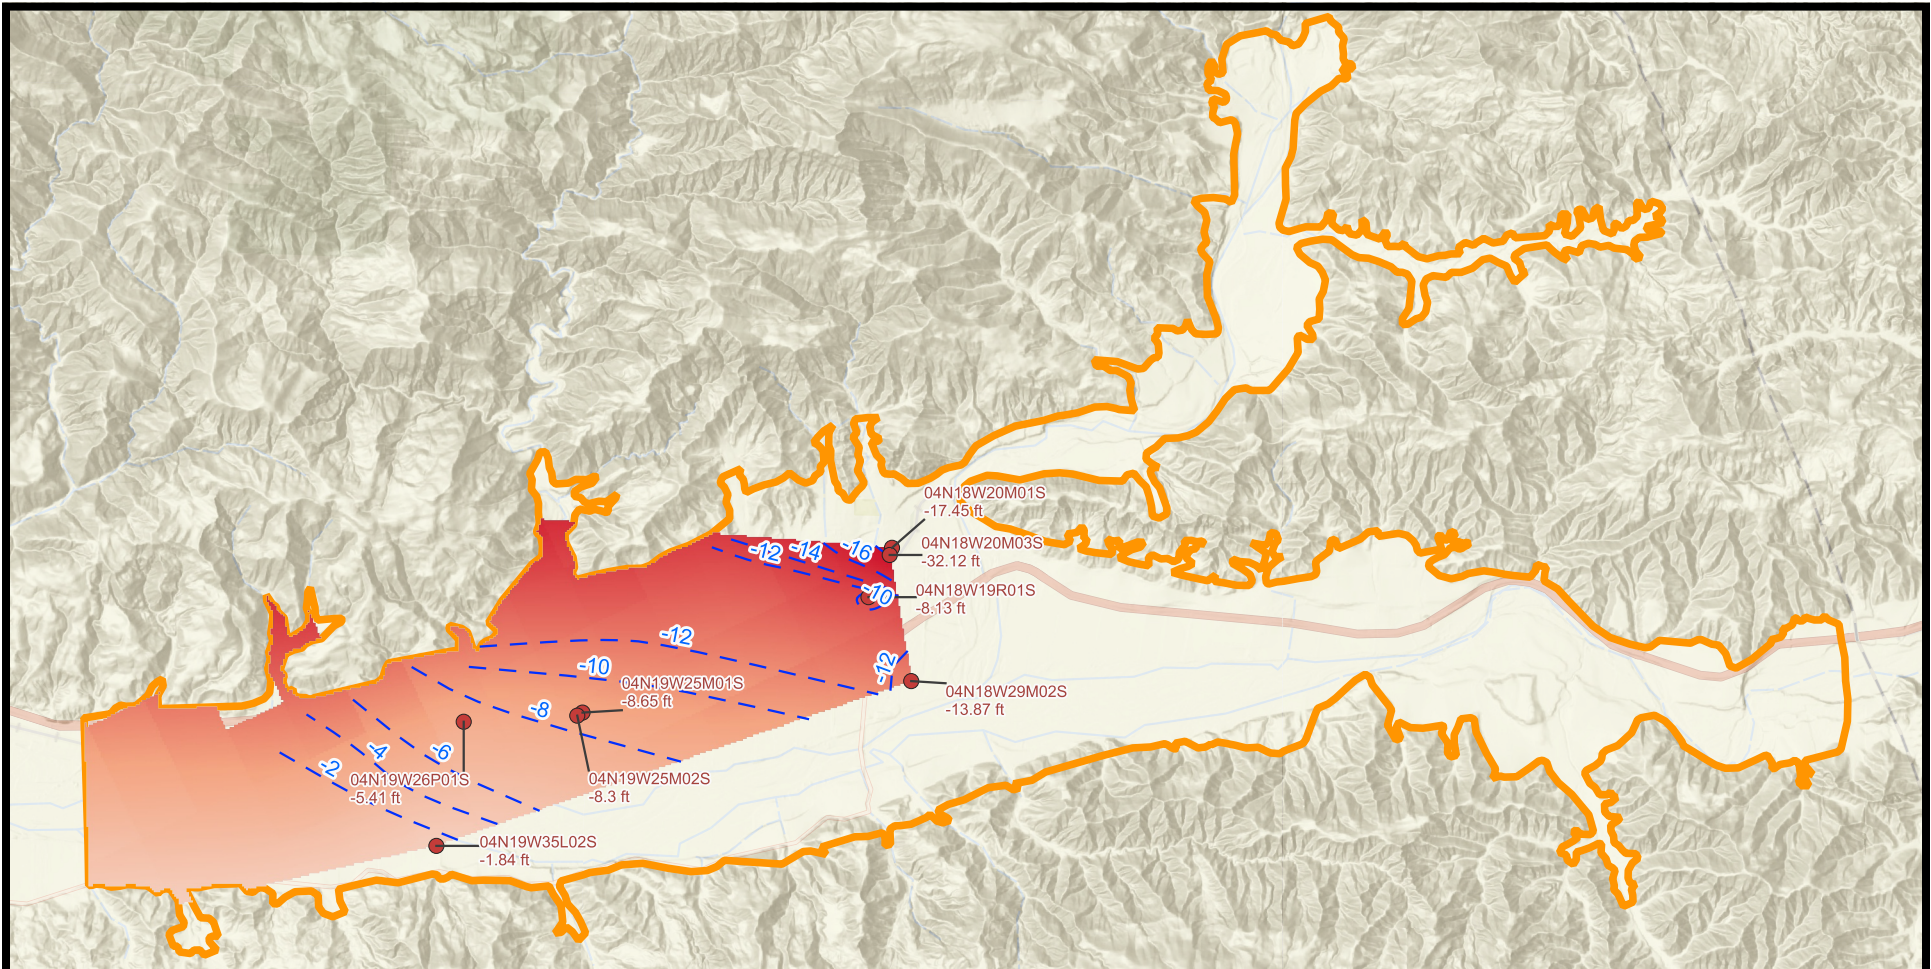 04N18W20M01S
-17.45 ft
-12
-14
-16
04N18W20M03S
-32.12 ft
-10
04N18W19R01S
-8.13 ft
-12
-10
-12
04N19W25M01S
-8.65 ft
04N18W29M02S
-13.87 ft
-8
-4
-6
-2
04N19W26P01S
-5.41 ft
04N19W25M02S
-8.3 ft
04N19W35L02S
-1.84 ft